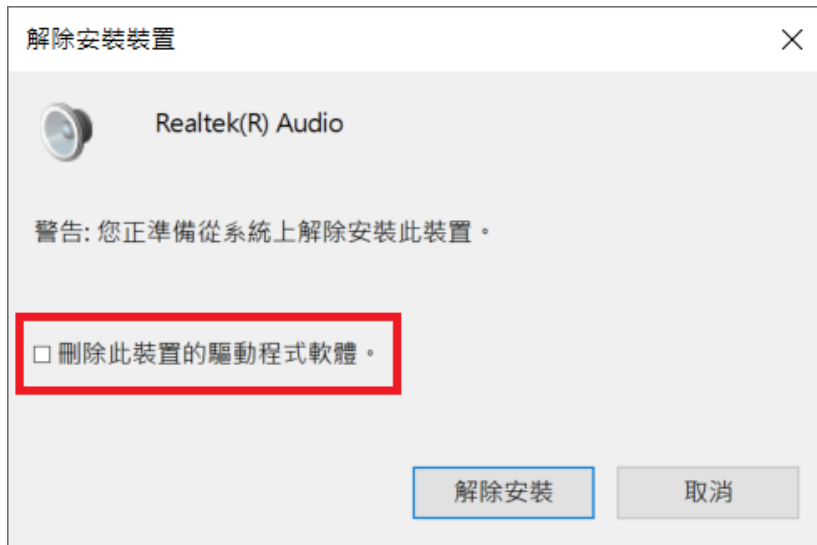 解除安裝裝置
Realtek(R) Audio
警告: 您正準備從系統上解除安裝此裝置。
刪除此裝置的驅動程式軟體。
解除安裝
取消